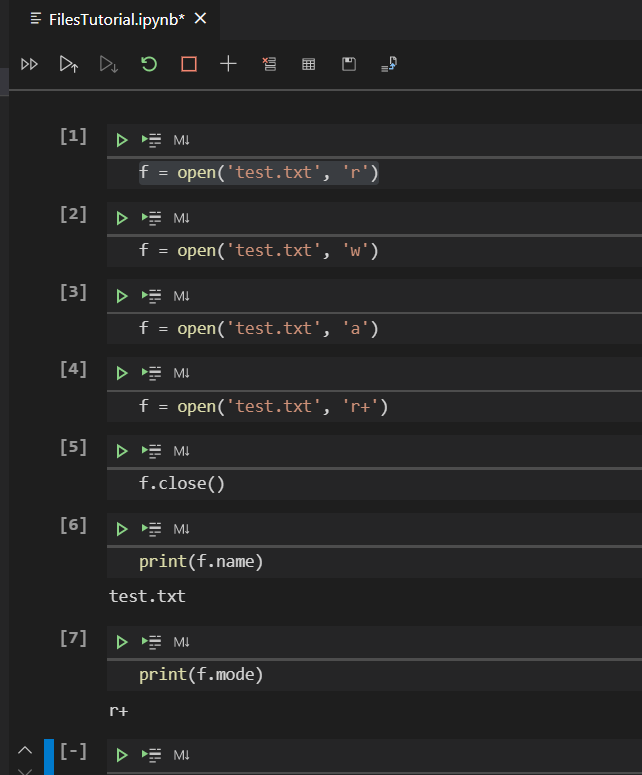 FilesTutorial.ipynb*
[1]
M↓
f = open('test.txt', 'r')
[2]
M↓
f = open('test.txt', 'w')
[3]
M↓
f = open('test.txt', 'a')
[4]
M↓
f = open('test.txt', 'r+')
[5]
M↓
f.close()
[6]
M↓
print(f.name)
test.txt
[7]
M↓
print(f.mode)
r+
[-]
M↓